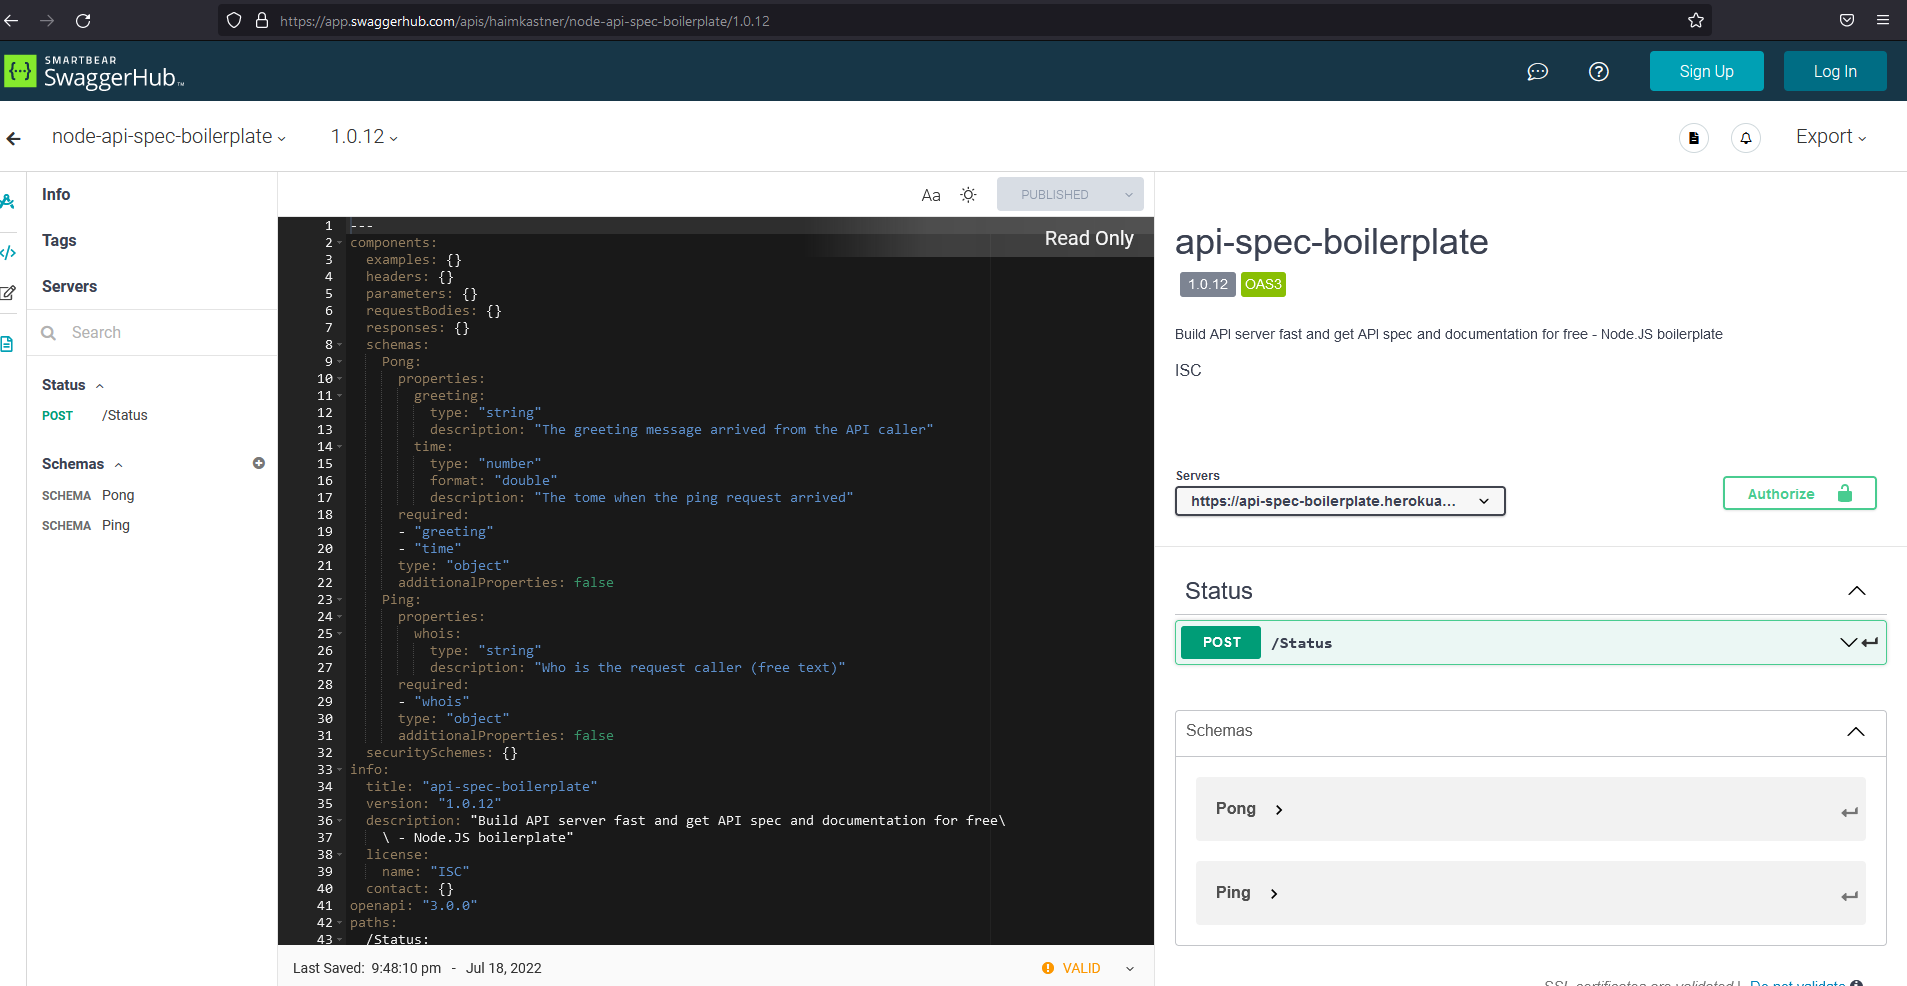 https://app.swaggerhub.com/apis/haimkastner/node-api-spec-boilerplate/1.0.12
SMARTBEAR
SwaggerHub™
Sign Up
Log In
node-api-spec-boilerplate
1.0.12
Export
Info
Tags
Servers
Search
Status
POST /Status
Schemas
SCHEMA Pong
SCHEMA Ping
Aa
PUBLISHED
Read Only
1 ---
2 components:
3 examples: {}
4 headers: {}
5 parameters: {}
6 requestBodies: {}
7 responses: {}
8 schemas:
9 Pong:
10 properties:
11 greeting:
12 type: "string"
13 description: "The greeting message arrived from the API caller"
14 time:
15 type: "number"
16 format: "double"
17 description: "The tome when the ping request arrived"
18 required:
19 - "greeting"
20 - "time"
21 type: "object"
22 additionalProperties: false
23 Ping:
24 properties:
25 whois:
26 type: "string"
27 description: "Who is the request caller (free text)"
28 required:
29 - "whois"
30 type: "object"
31 additionalProperties: false
32 securitySchemes: {}
33 info:
34 title: "api-spec-boilerplate"
35 version: "1.0.12"
36 description: "Build API server fast and get API spec and documentation for free\
37 \ - Node.JS boilerplate"
38 license:
39 name: "ISC"
40 contact: {}
41 openapi: "3.0.0"
42 paths:
43 /Status:
Last Saved: 9:48:10 pm - Jul 18, 2022
VALID
api-spec-boilerplate
1.0.12 OAS3
Build API server fast and get API spec and documentation for free - Node.JS boilerplate
ISC
Servers
https://api-spec-boilerplate.herokua...
Authorize
Status
POST /Status
Schemas
Pong
Ping
SSL certificates are validated | Do not validate